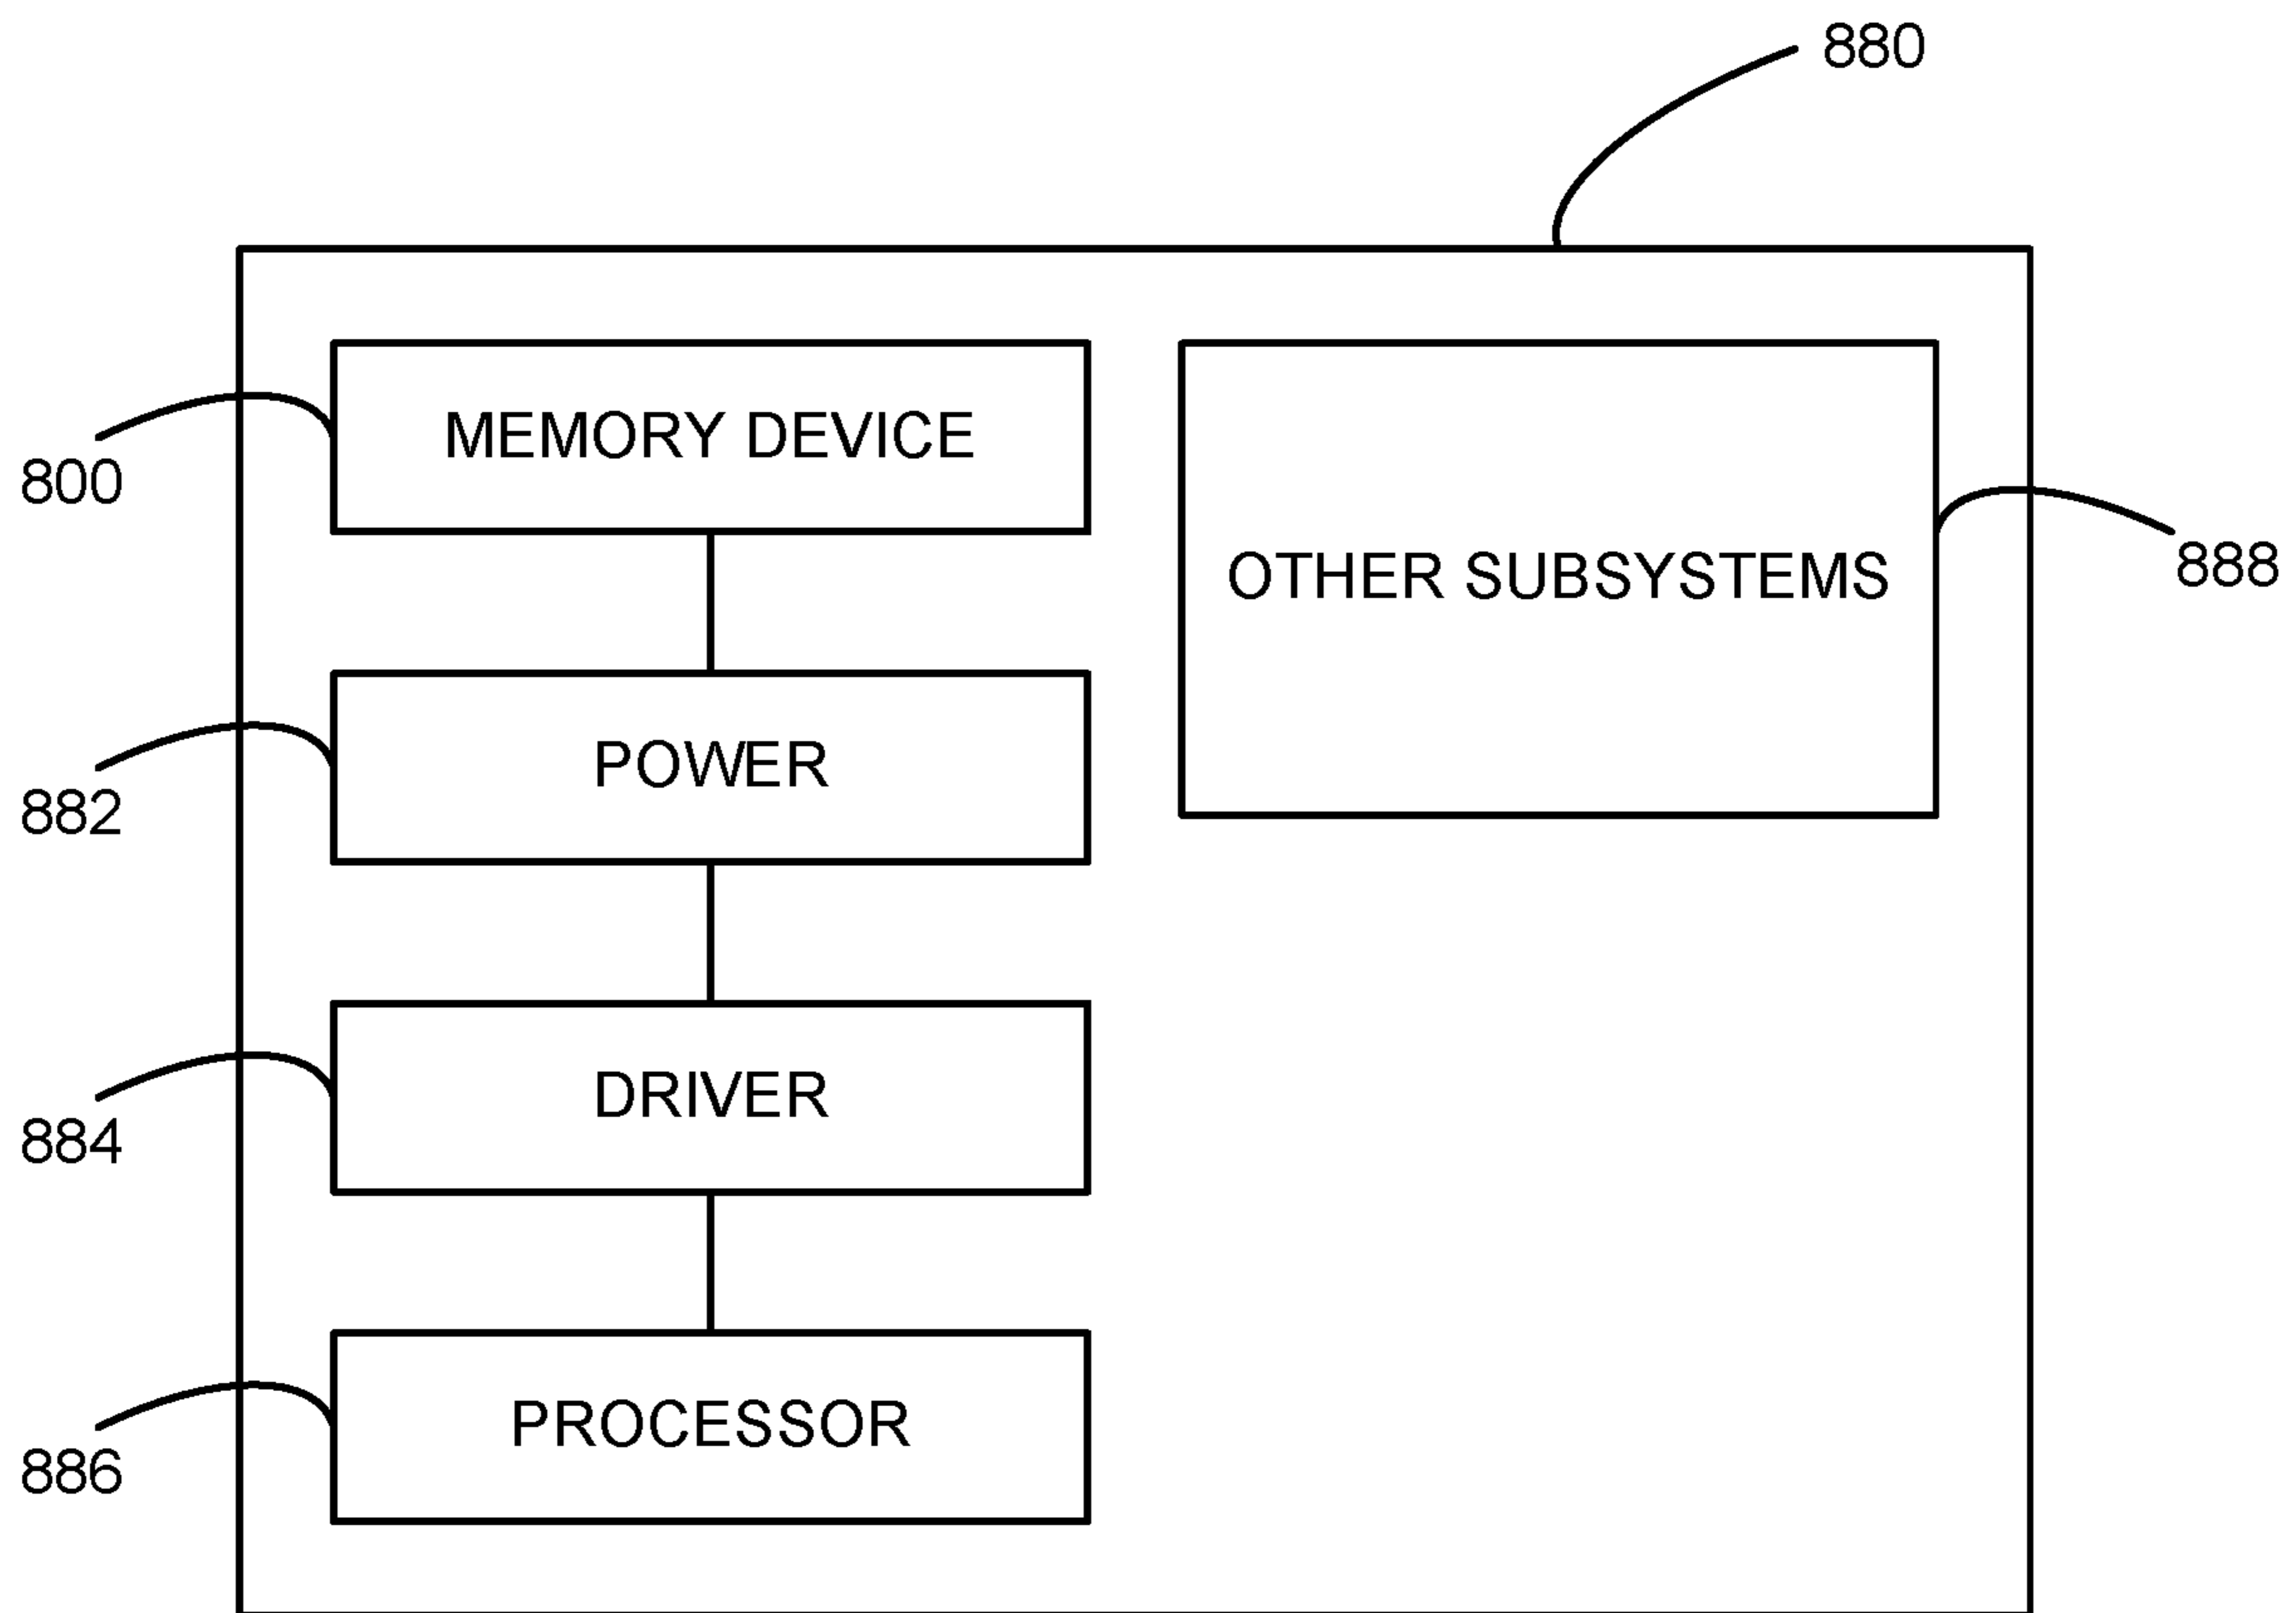 880
MEMORY DEVICE
800
OTHER SUBSYSTEMS
888
POWER
882
DRIVER
884
PROCESSOR
886